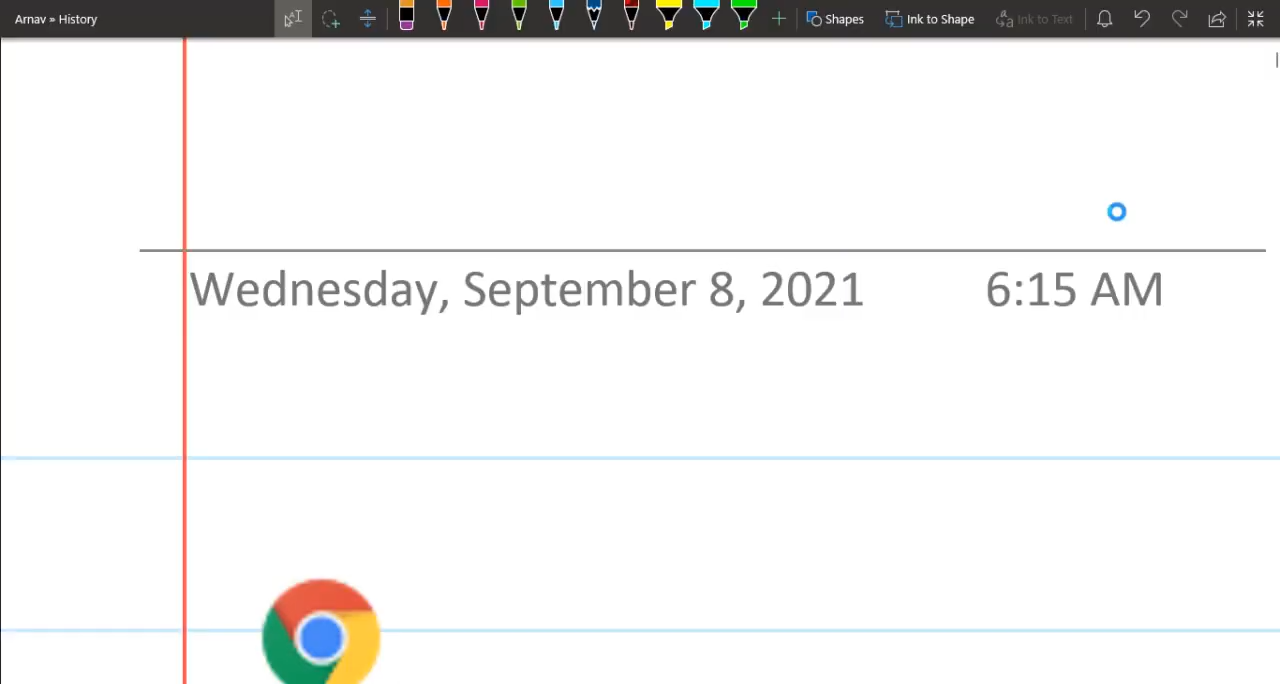 Arnav » History
Shapes
Ink to Shape
Ink to Text
Wednesday, September 8, 2021 6:15 AM